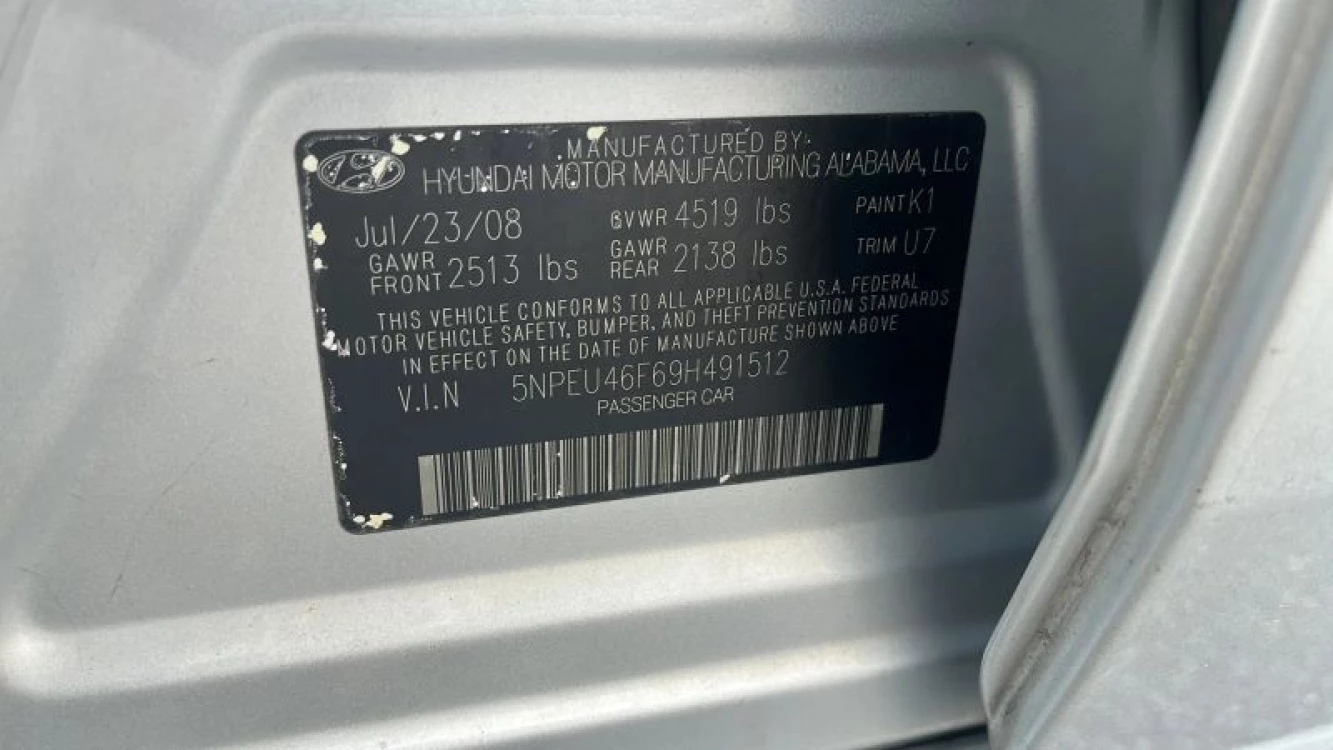 MANUFACTURED BY:
HYUNDAI MOTOR MANUFACTURING ALABAMA, LLC
Jul/23/08 GVWR 4519 lbs PAINT K1
GAWR FRONT 2513 lbs GAWR REAR 2138 lbs TRIM U7
THIS VEHICLE CONFORMS TO ALL APPLICABLE U.S.A. FEDERAL
MOTOR VEHICLE SAFETY, BUMPER, AND THEFT PREVENTION STANDARDS
IN EFFECT ON THE DATE OF MANUFACTURE SHOWN ABOVE
V.I.N 5NPEU46F69H491512
PASSENGER CAR